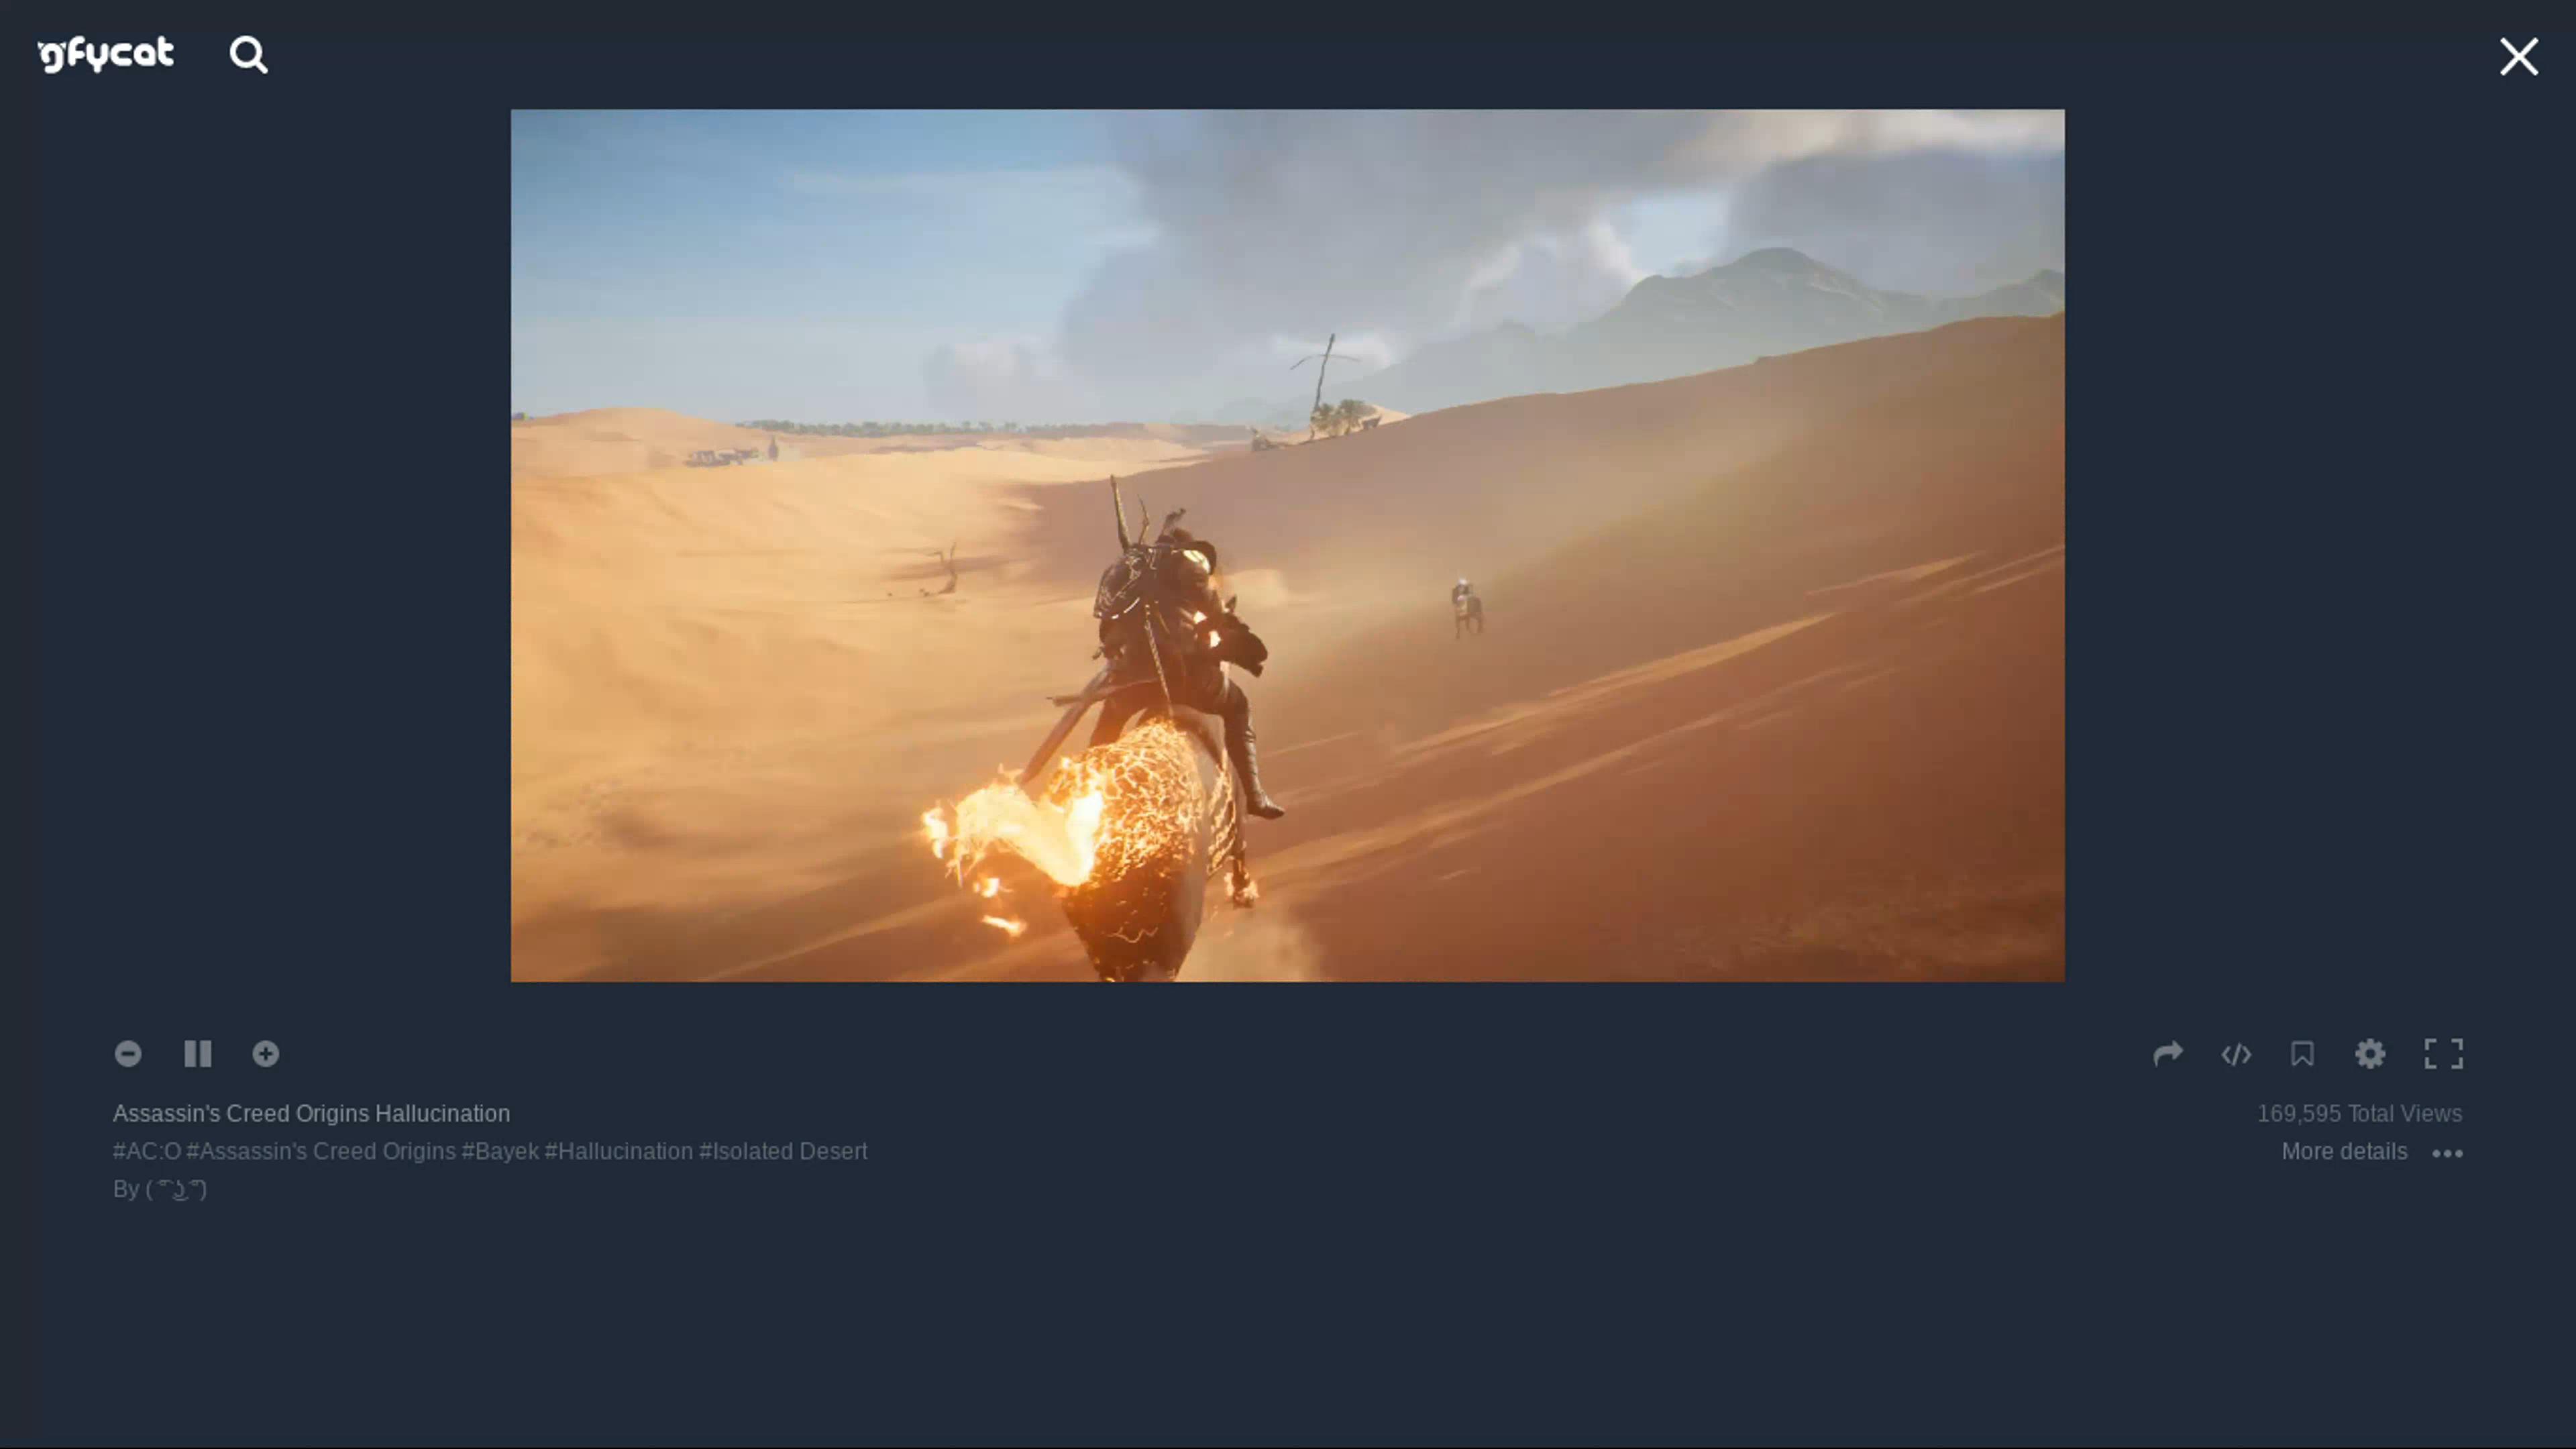 gfycat
Assassin's Creed Origins Hallucination
169,595 Total Views
#AC:O #Assassin's Creed Origins #Bayek #Hallucination #Isolated Desert
More details
By ( ͡° ͜ʖ ͡°)